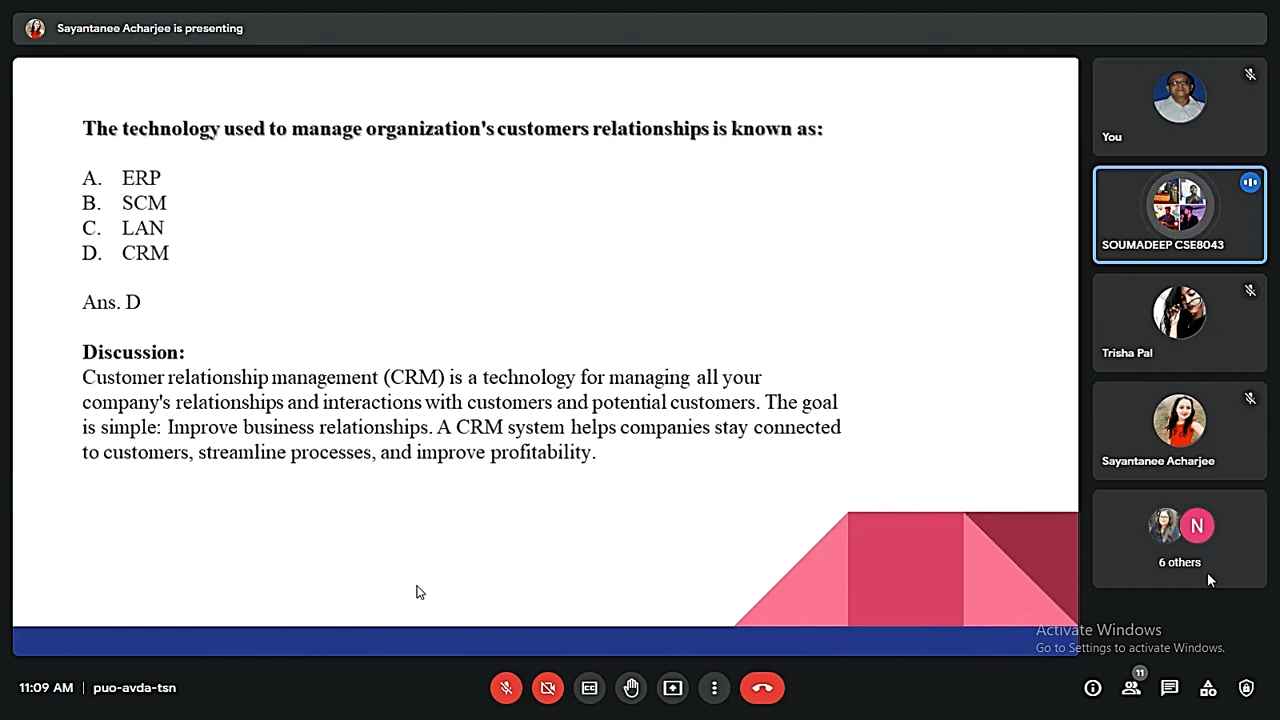 Sayantanee Acharjee is presenting
The technology used to manage organization's customers relationships is known as:
A. ERP
B. SCM
C. LAN
D. CRM
Ans. D
Discussion:
Customer relationship management (CRM) is a technology for managing all your
company's relationships and interactions with customers and potential customers. The goal
is simple: Improve business relationships. A CRM system helps companies stay connected
to customers, streamline processes, and improve profitability.
You
SOUMADEEP CSE8043
Trisha Pal
Sayantanee Acharjee
N
6 others
Activate Windows
Go to Settings to activate Windows.
11:09 AM | puo-avda-tsn
11